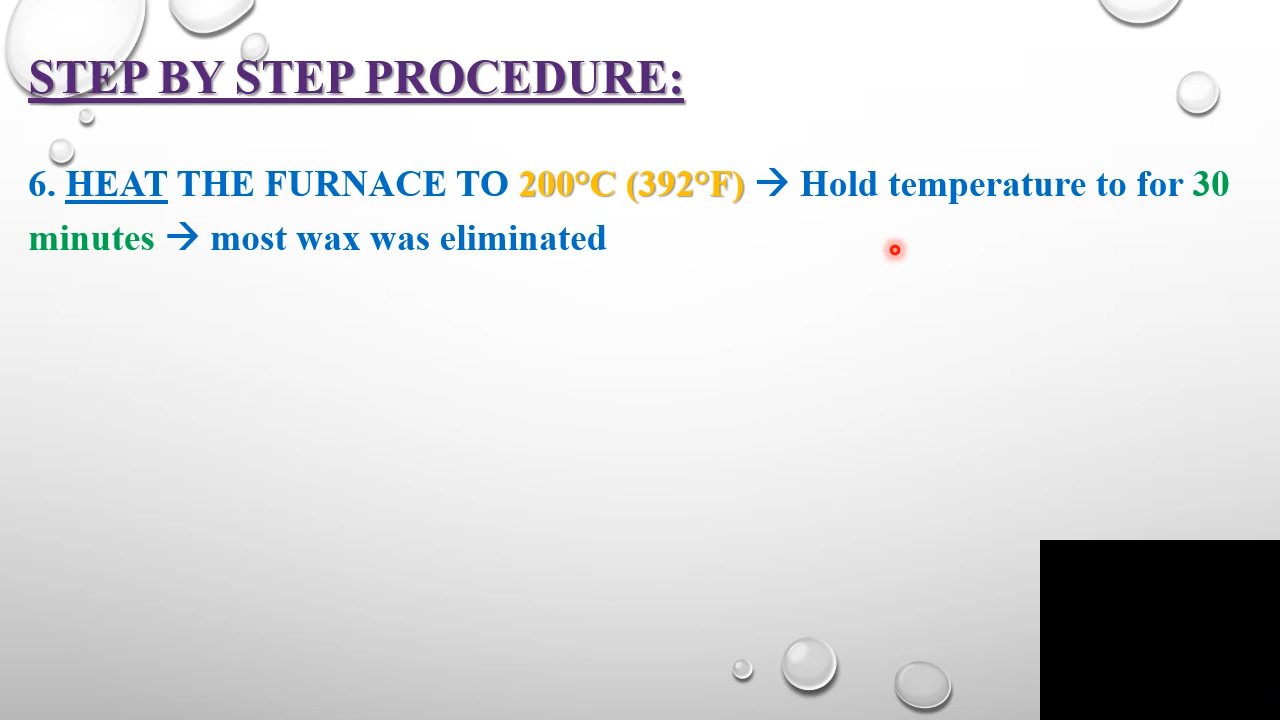 STEP BY STEP PROCEDURE:
6. HEAT THE FURNACE TO 200°C (392°F) → Hold temperature to for 30
minutes → most wax was eliminated